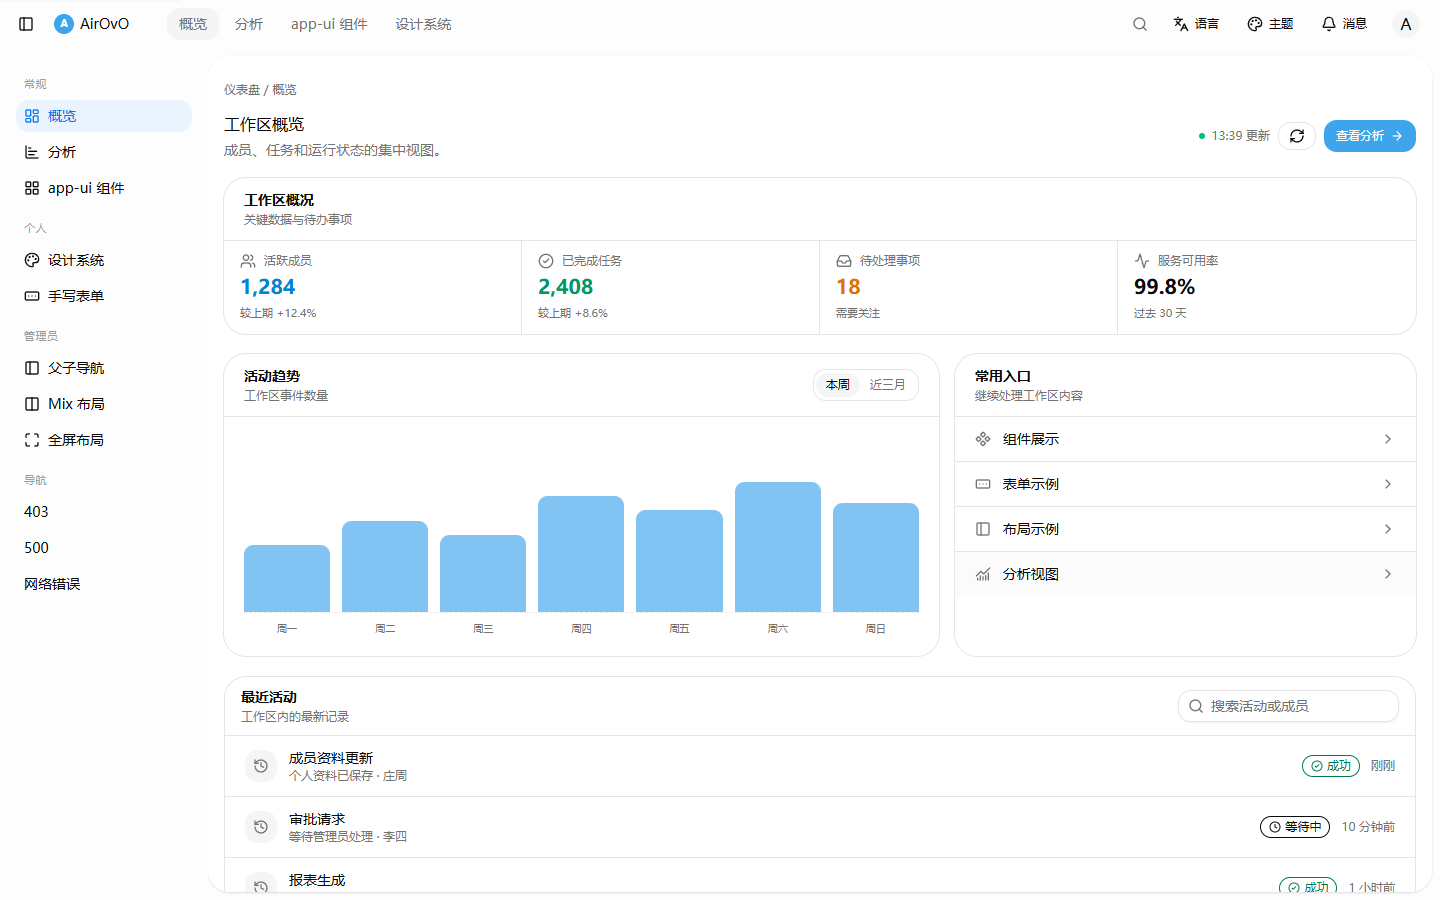 A AirOvO
概览
分析
app-ui 组件
设计系统
语言
主题
消息
A
常规
概览
分析
app-ui 组件
个人
设计系统
手写表单
管理员
父子导航
Mix 布局
全屏布局
导航
403
500
网络错误
仪表盘 / 概览
工作区概览
成员、任务和运行状态的集中视图。
13:39 更新
查看分析
工作区概况
关键数据与待办事项
活跃成员
1,284
较上期 +12.4%
已完成任务
2,408
较上期 +8.6%
待处理事项
18
需要关注
服务可用率
99.8%
过去 30 天
活动趋势
工作区事件数量
本周
近三月
周一
周二
周三
周四
周五
周六
周日
常用入口
继续处理工作区内容
组件展示
表单示例
布局示例
分析视图
最近活动
工作区内的最新记录
搜索活动或成员
成员资料更新
个人资料已保存 · 庄周
成功
刚刚
审批请求
等待管理员处理 · 李四
等待中
10 分钟前
报表生成
成功
1 小时前